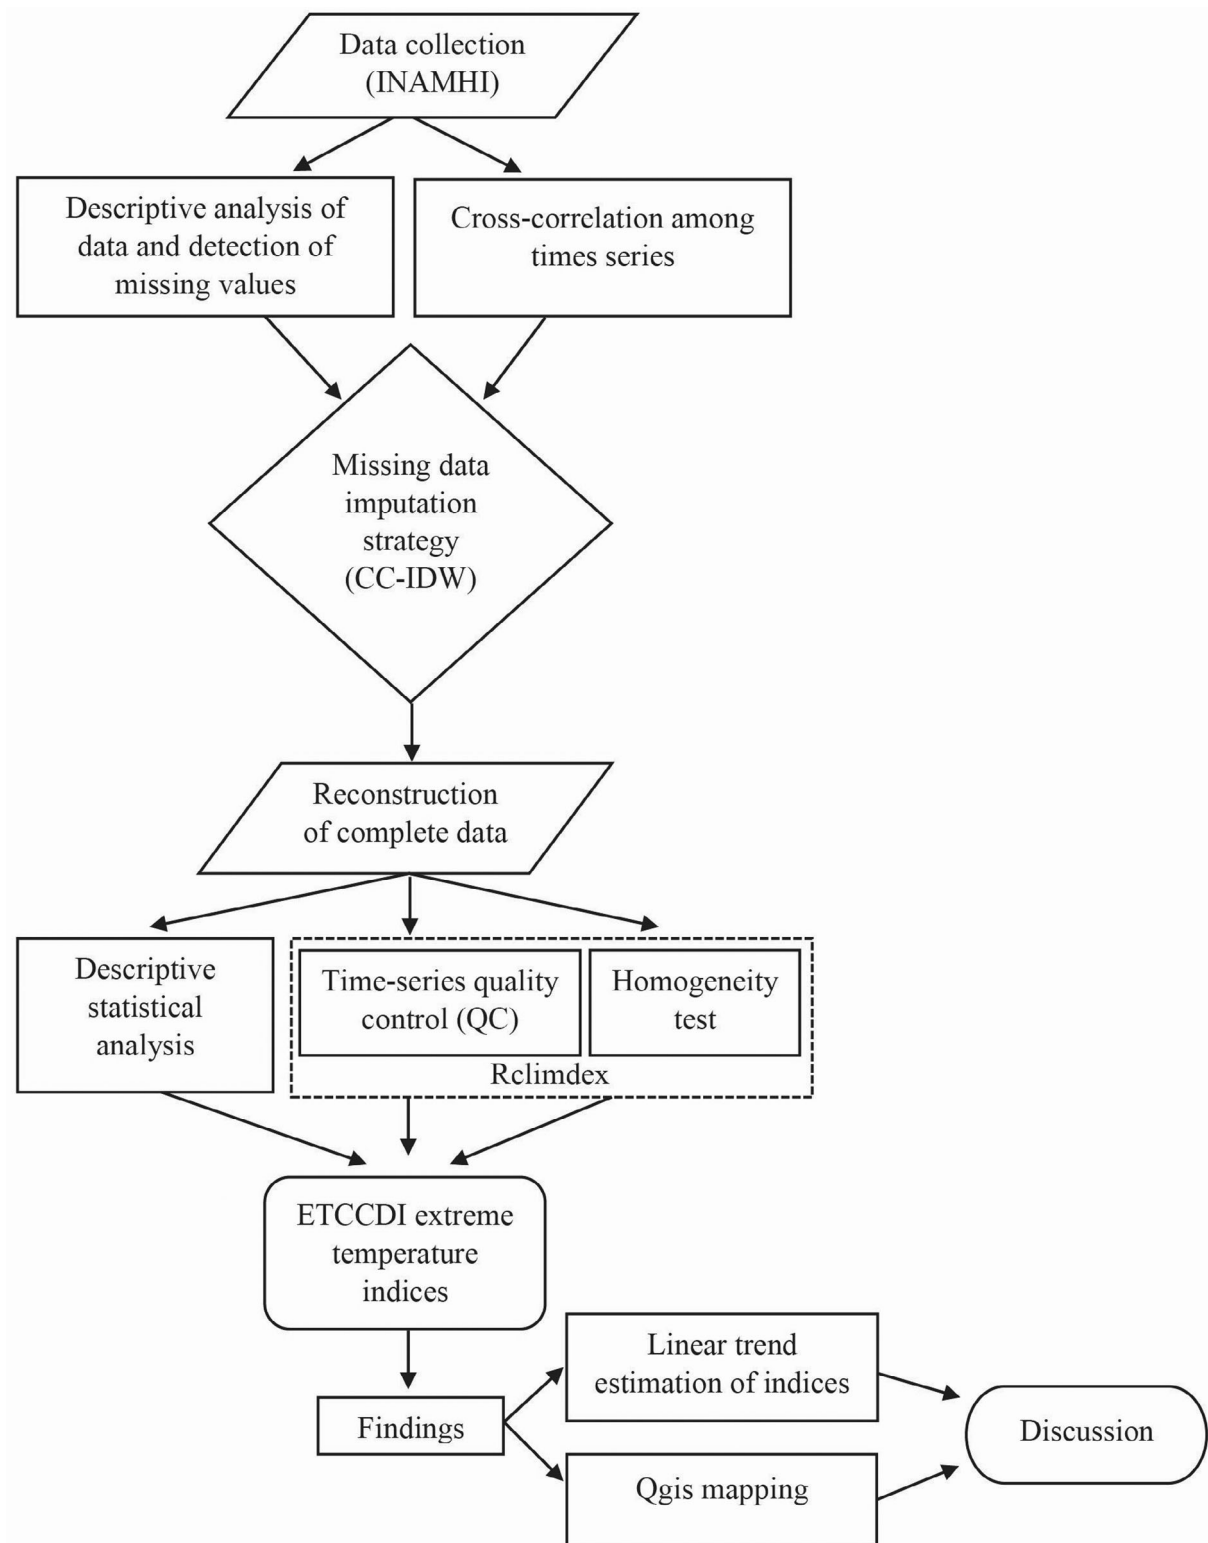 Data collection
(INAMHI)
Descriptive analysis of
data and detection of
missing values
Cross-correlation among
times series
Missing data
imputation
strategy
(CC-IDW)
Reconstruction
of complete data
Descriptive
statistical
analysis
Time-series quality
control (QC)
Homogeneity
test
Rclimdex
ETCCDI extreme
temperature
indices
Findings
Linear trend
estimation of indices
Qgis mapping
Discussion